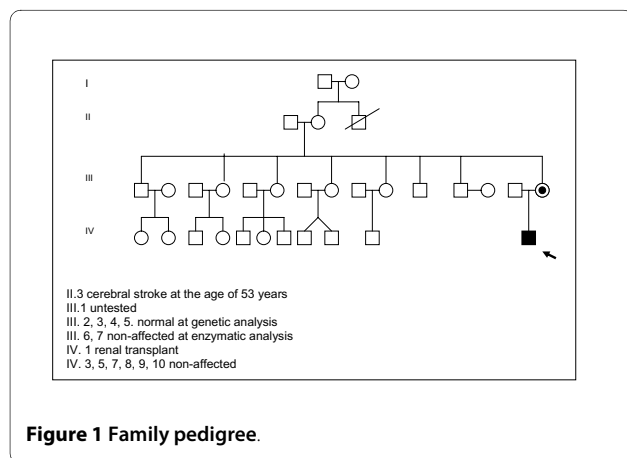 I
II
III
IV
II.3 cerebral stroke at the age of 53 years
III.1 untested
III. 2, 3, 4, 5. normal at genetic analysis
III. 6, 7 non-affected at enzymatic analysis
IV. 1 renal transplant
IV. 3, 5, 7, 8, 9, 10 non-affected
Figure 1 Family pedigree.